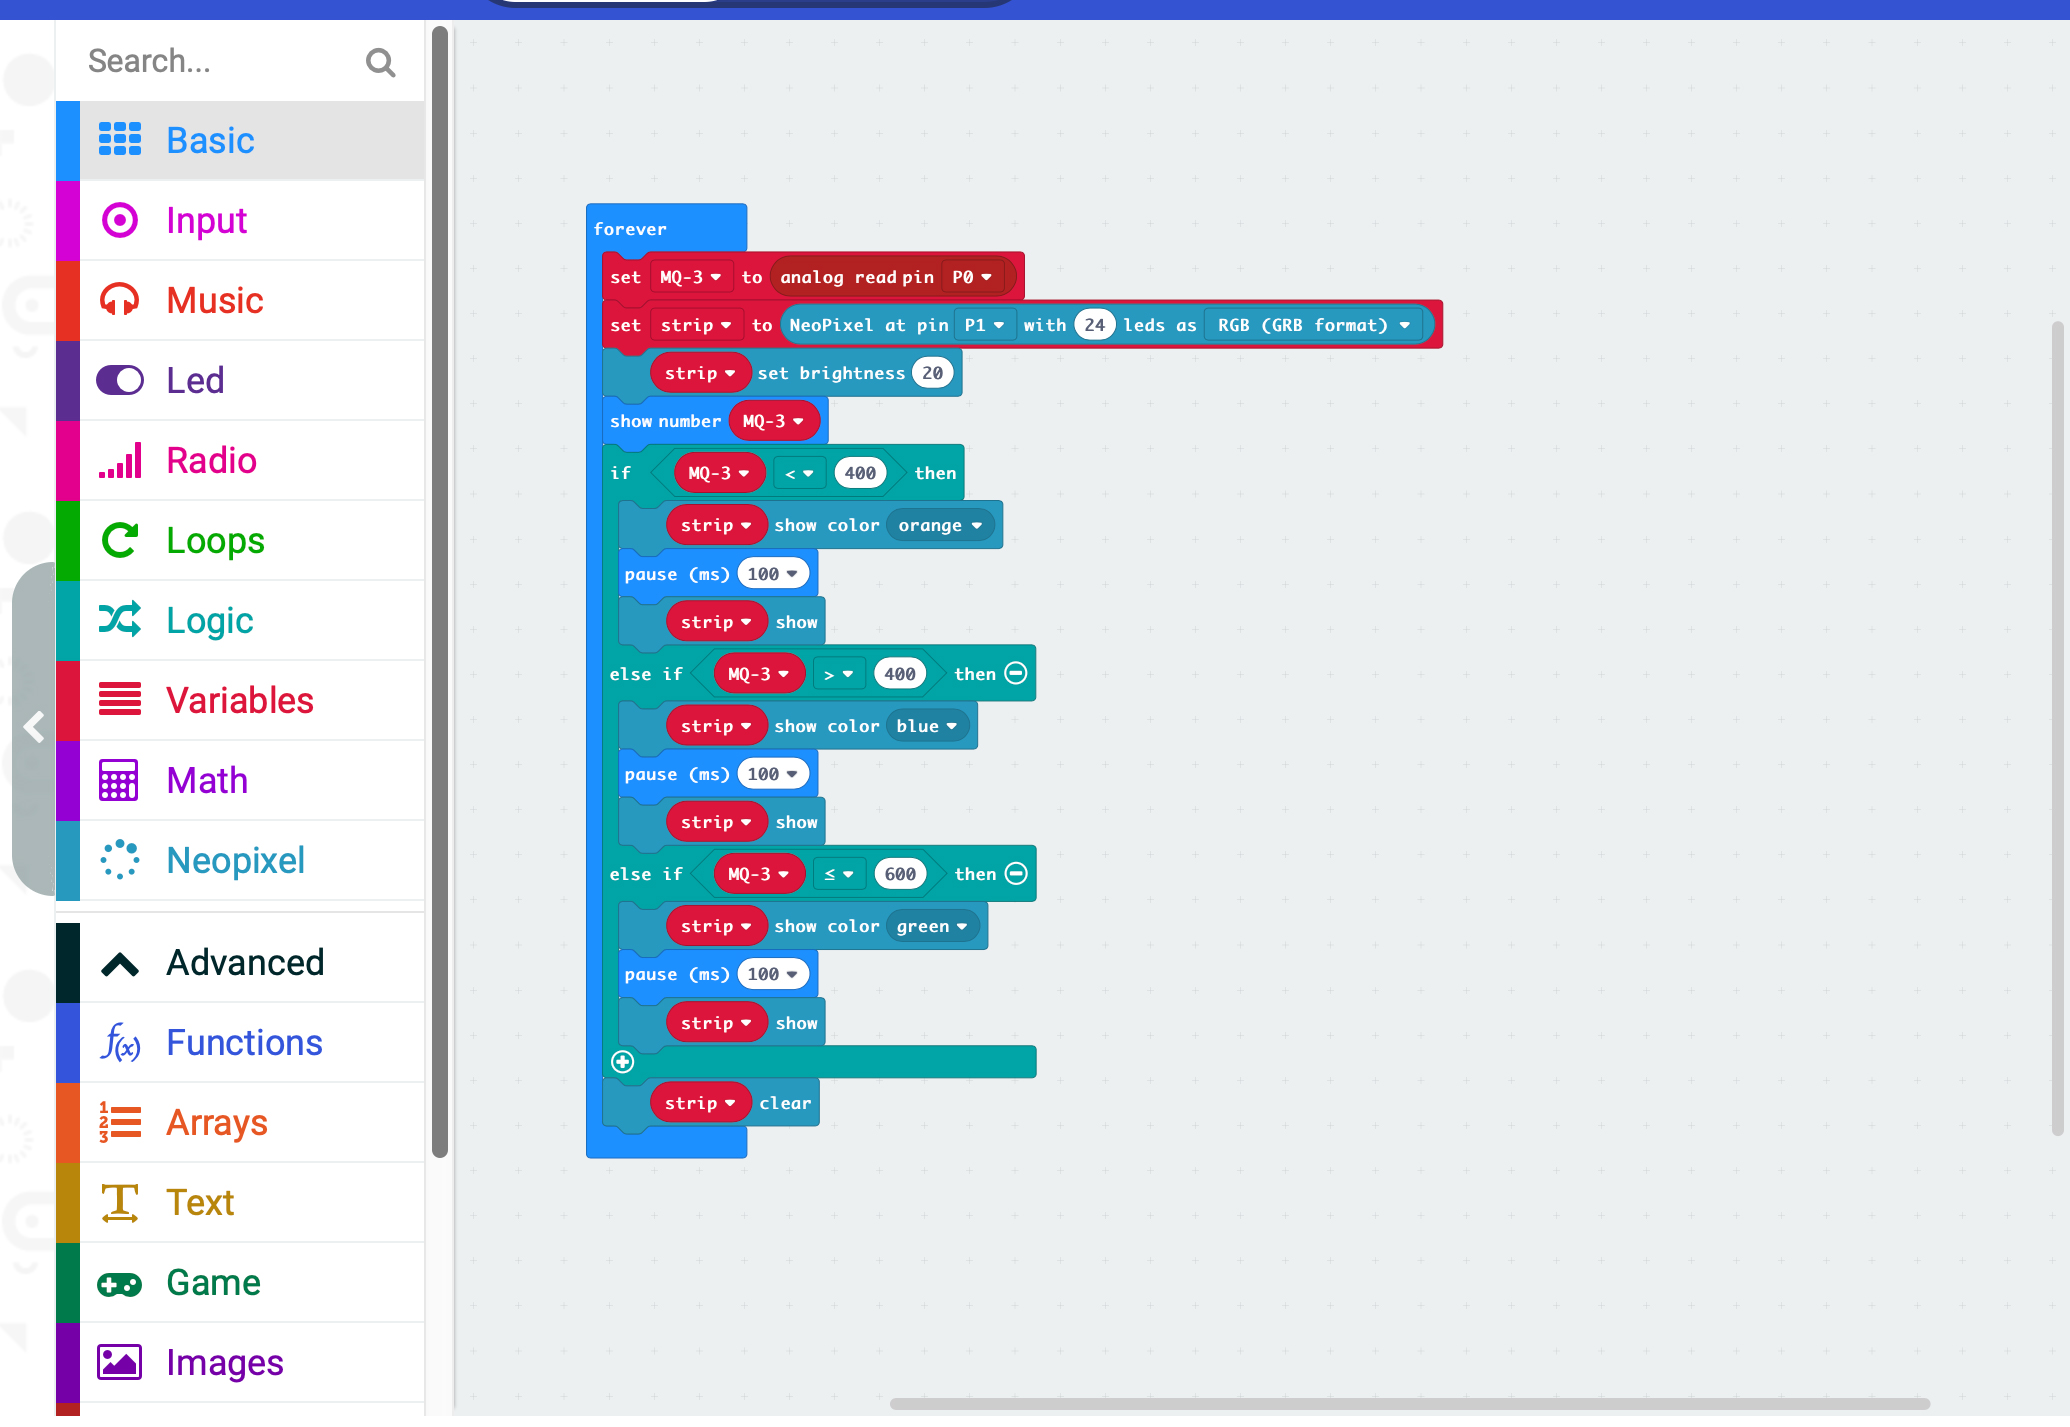 Search...
Basic
Input
Music
Led
Radio
Loops
Logic
Variables
Math
Neopixel
Advanced
Functions
Arrays
Text
Game
Images
forever
set MQ-3 to analog read pin P0
set strip to NeoPixel at pin P1 with 24 leds as RGB (GRB format)
strip set brightness 20
show number MQ-3
if MQ-3 < 400 then
strip show color orange
pause (ms) 100
strip show
else if MQ-3 > 400 then
strip show color blue
pause (ms) 100
strip show
else if MQ-3 ≤ 600 then
strip show color green
pause (ms) 100
strip show
strip clear